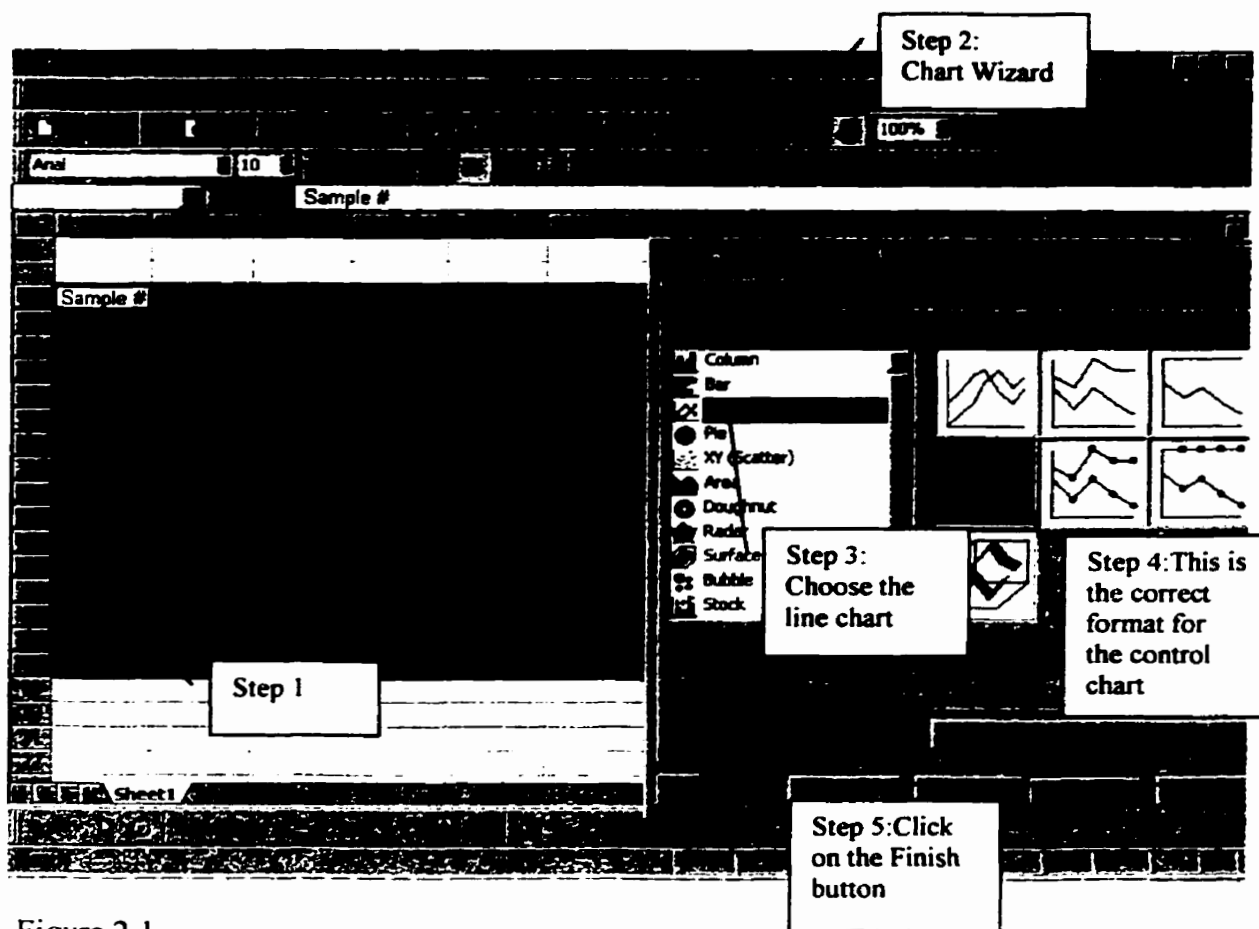 Step 2:
Chart Wizard
100%
10
Sample #
Sample #
Column
Bar
Pie
XY (Scatter)
Area
Doughnut
Radar
Surface
Bubble
Stock
Step 3:
Choose the
line chart
Step 4:This is
the correct
format for
the control
chart
Step 1
Sheet1
Step 5:Click
on the Finish
button
Figure 2.1